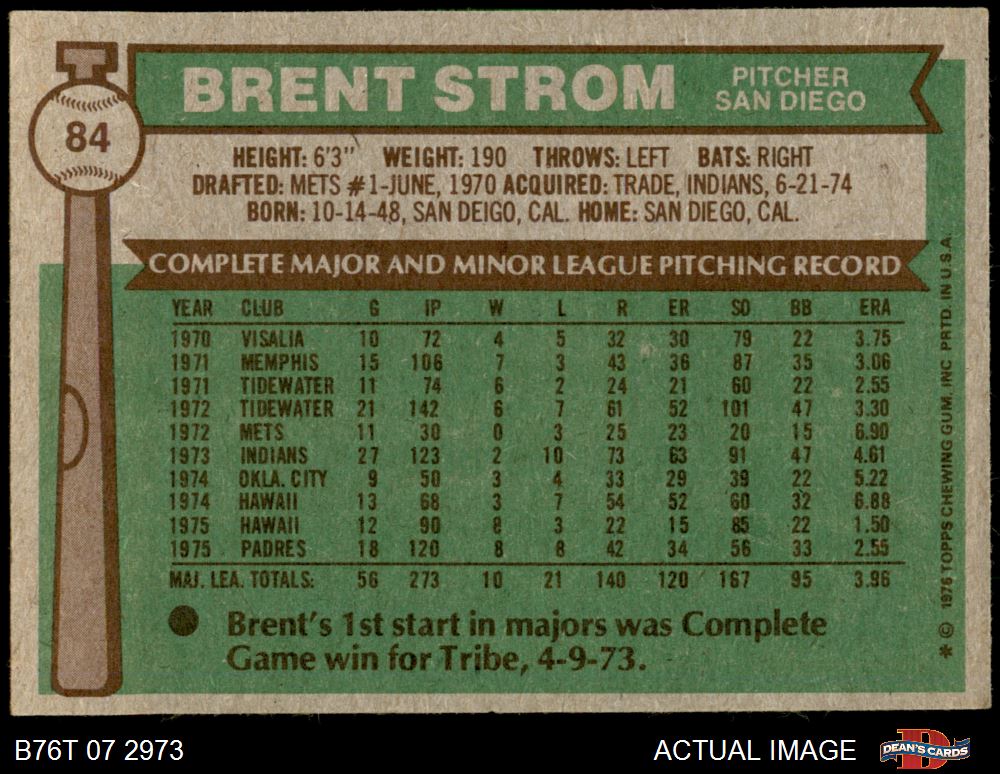 84
BRENT STROM
PITCHER
SAN DIEGO
HEIGHT: 6'3" WEIGHT: 190 THROWS: LEFT BATS: RIGHT
DRAFTED: METS #1-JUNE, 1970 ACQUIRED: TRADE, INDIANS, 6-21-74
BORN: 10-14-48, SAN DEIGO, CAL. HOME: SAN DIEGO, CAL.
COMPLETE MAJOR AND MINOR LEAGUE PITCHING RECORD
YEAR CLUB G IP W L R ER SO BB ERA
1970 VISALIA 10 72 4 5 32 30 79 22 3.75
1971 MEMPHIS 15 106 7 3 43 36 87 35 3.06
1971 TIDEWATER 11 74 6 2 24 21 60 22 2.55
1972 TIDEWATER 21 142 6 7 61 52 101 47 3.30
1972 METS 11 30 0 3 25 23 20 15 6.90
1973 INDIANS 27 123 2 10 73 63 91 47 4.61
1974 OKLA. CITY 9 50 3 4 33 29 39 22 5.22
1974 HAWAII 13 68 3 7 54 52 60 32 6.88
1975 HAWAII 12 90 8 3 22 15 85 22 1.50
1975 PADRES 18 120 8 8 42 34 56 33 2.55
MAJ. LEA. TOTALS: 56 273 10 21 140 120 167 95 3.96
Brent's 1st start in majors was Complete
Game win for Tribe, 4-9-73.
* © 1976 TOPPS CHEWING GUM, INC. PRTD. IN U.S.A.
B76T 07 2973
ACTUAL IMAGE
DEAN'S CARDS